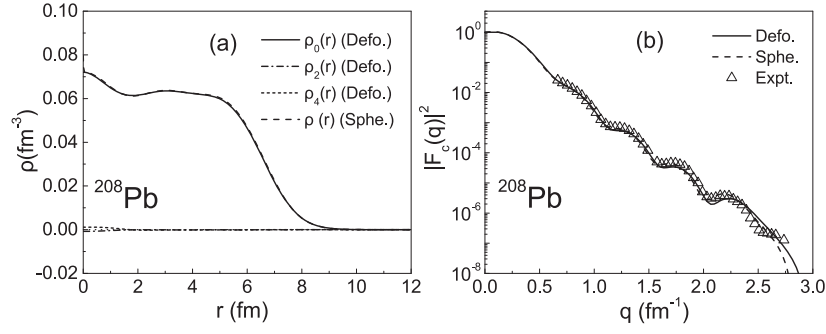 (a)
ρ₀(r) (Defo.)
ρ₂(r) (Defo.)
ρ₄(r) (Defo.)
ρ (r) (Sphe.)
²⁰⁸Pb
ρ(fm⁻³)
0.10
0.08
0.06
0.04
0.02
0.00
-0.02
0 2 4 6 8 10 12
r (fm)
(b)
Defo.
Sphe.
Expt.
²⁰⁸Pb
|F_c(q)|²
10⁰
10⁻²
10⁻⁴
10⁻⁶
10⁻⁸
0.0 0.5 1.0 1.5 2.0 2.5 3.0
q (fm⁻¹)